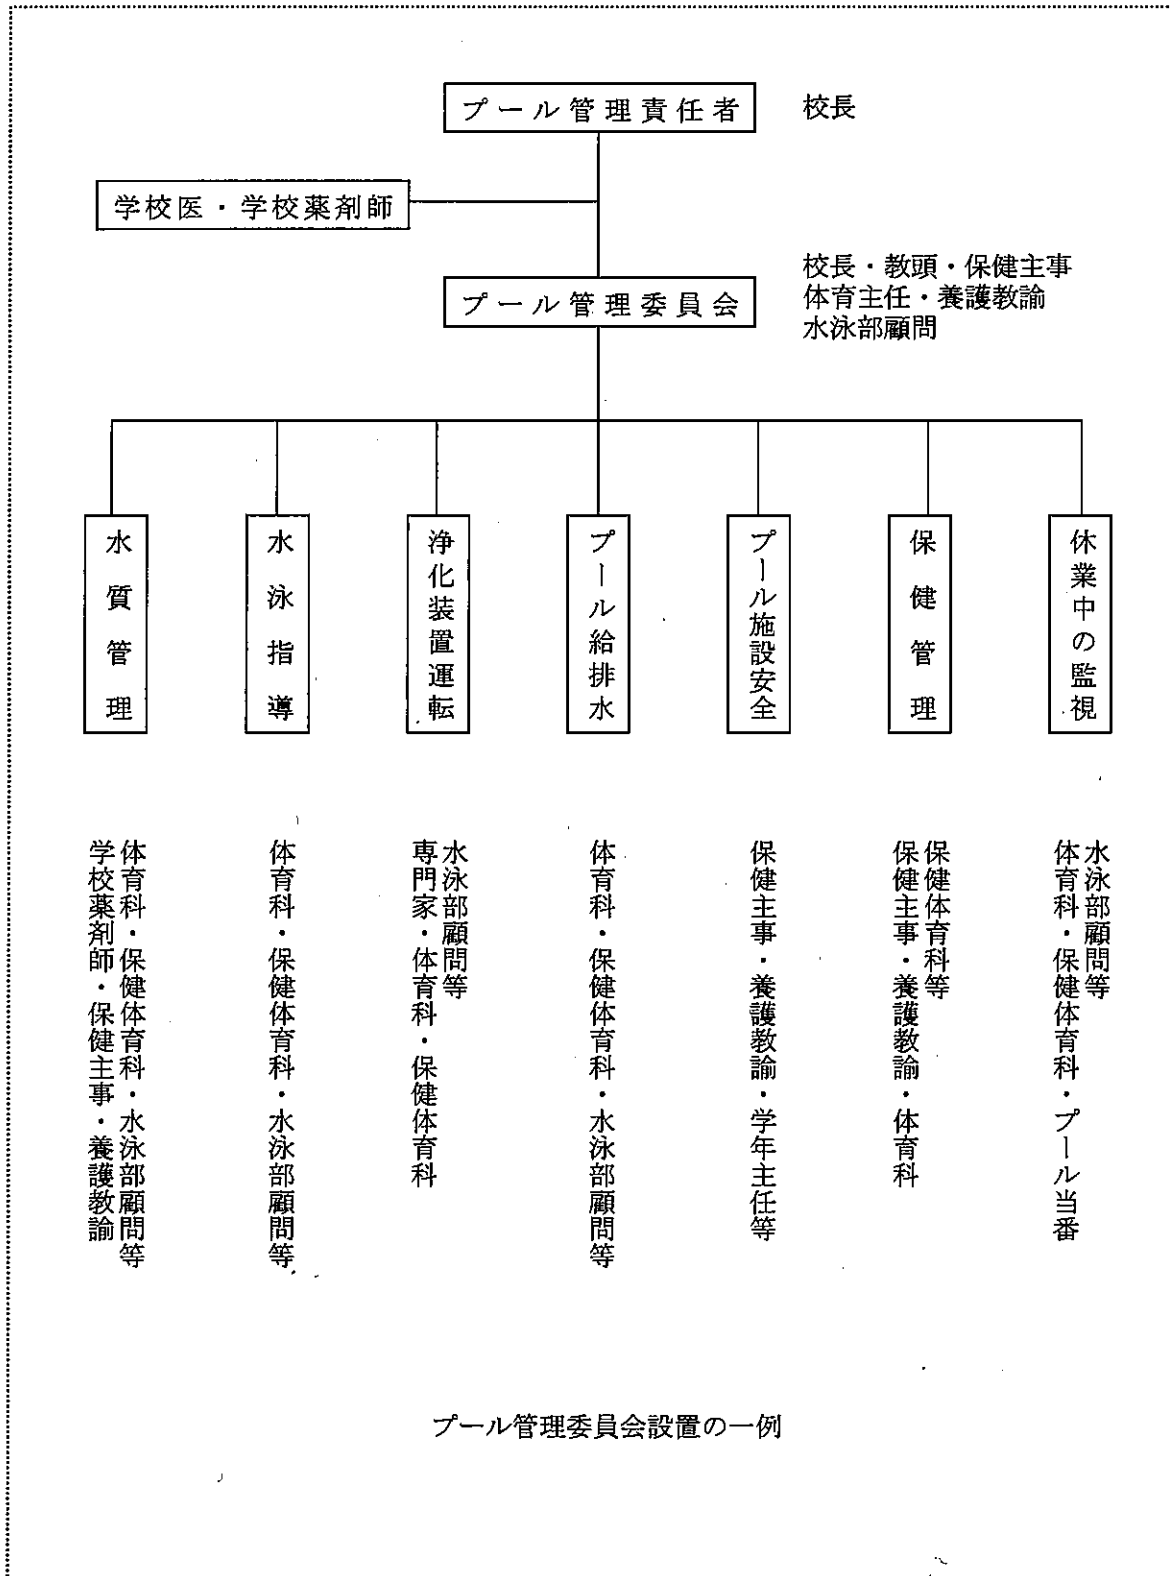 プール管理責任者
校長
学校医・学校薬剤師
プール管理委員会
校長・教頭・保健主事
体育主任・養護教諭
水泳部顧問
水質管理
水泳指導
浄化装置運転
プール給排水
プール施設安全
保健管理
休業中の監視
学校薬剤師・保健主事・養護教諭
体育科・保健体育科・水泳部顧問等
体育科・保健体育科・水泳部顧問等
専門家・体育科・保健体育科
水泳部顧問等
体育科・保健体育科・水泳部顧問等
保健主事・養護教諭・学年主任等
保健主事・養護教諭・体育科
保健体育科等
体育科・保健体育科・プール当番
水泳部顧問等
プール管理委員会設置の一例